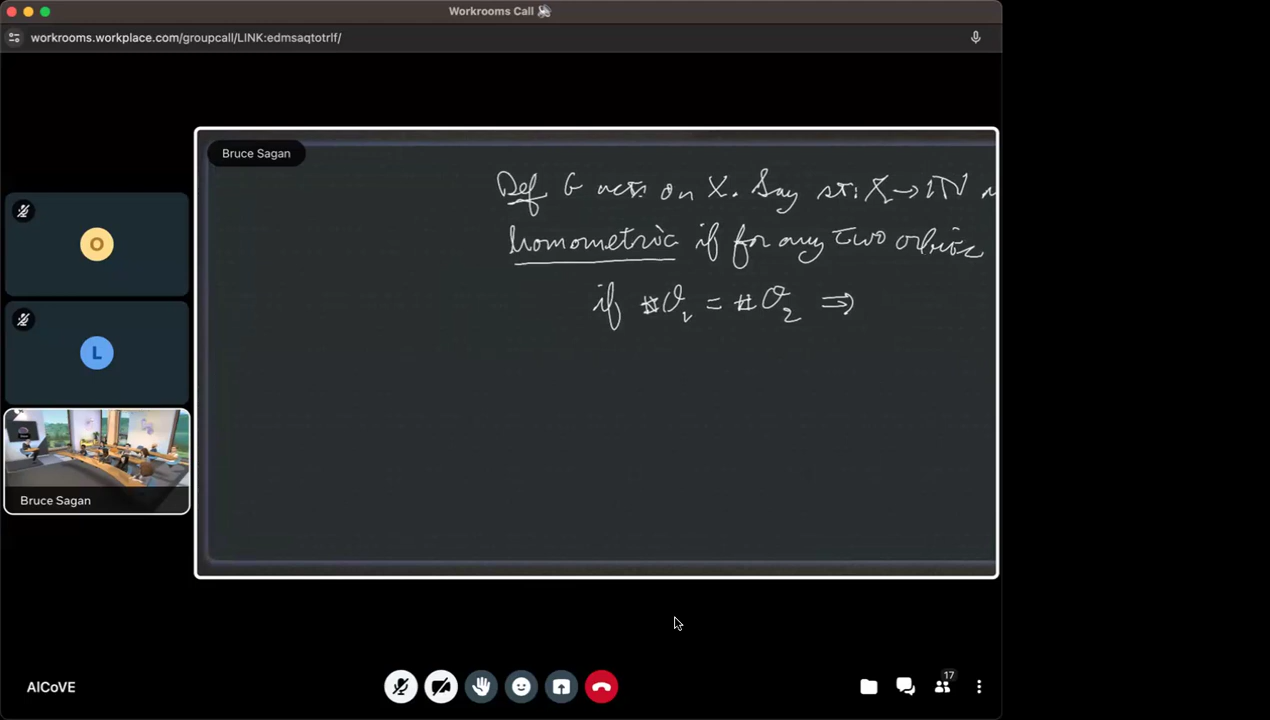 Workrooms Call
workrooms.workplace.com/groupcall/LINK:edmsaqtotrlf/
Bruce Sagan
Def G acts on X. Say st: X → ℕ
homometric if for any two orbits
if #O₁ = #O₂ ⇒
O
L
Bruce Sagan
AICoVE
17